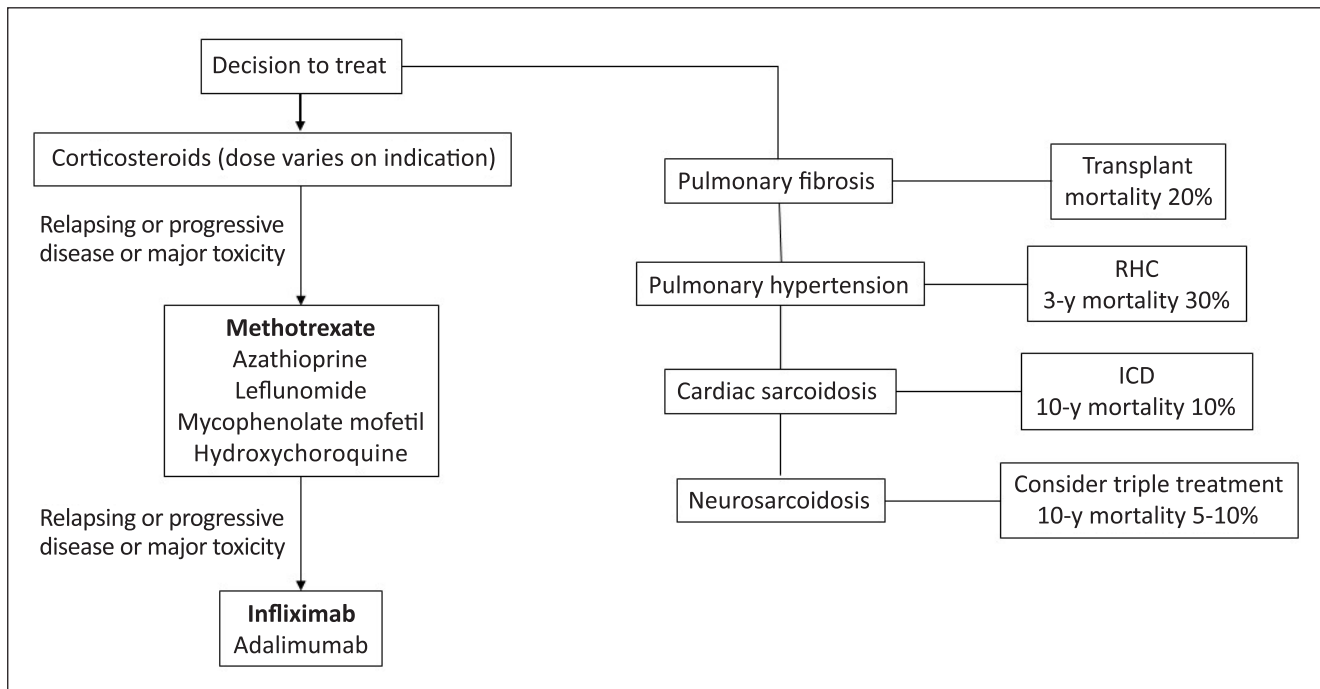 Decision to treat
Corticosteroids (dose varies on indication)
Relapsing or progressive
disease or major toxicity
Methotrexate
Azathioprine
Leflunomide
Mycophenolate mofetil
Hydroxychoroquine
Relapsing or progressive
disease or major toxicity
Infliximab
Adalimumab
Pulmonary fibrosis
Transplant
mortality 20%
Pulmonary hypertension
RHC
3-y mortality 30%
Cardiac sarcoidosis
ICD
10-y mortality 10%
Neurosarcoidosis
Consider triple treatment
10-y mortality 5-10%